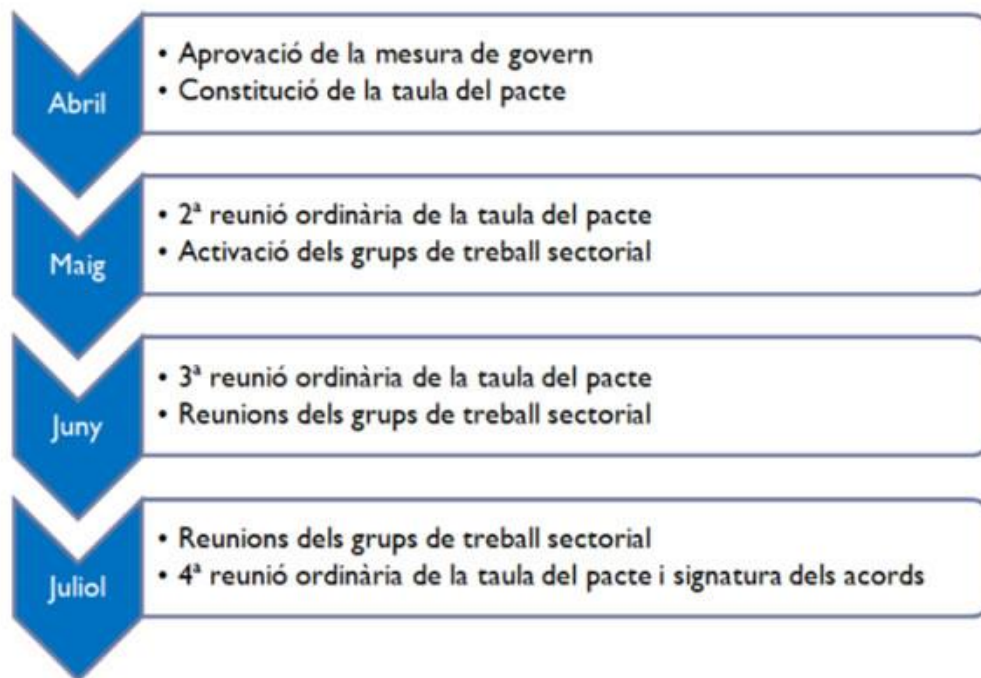 Abril
• Aprovació de la mesura de govern
• Constitució de la taula del pacte
Maig
• 2ª reunió ordinària de la taula del pacte
• Activació dels grups de treball sectorial
Juny
• 3ª reunió ordinària de la taula del pacte
• Reunions dels grups de treball sectorial
Juliol
• Reunions dels grups de treball sectorial
• 4ª reunió ordinària de la taula del pacte i signatura dels acords